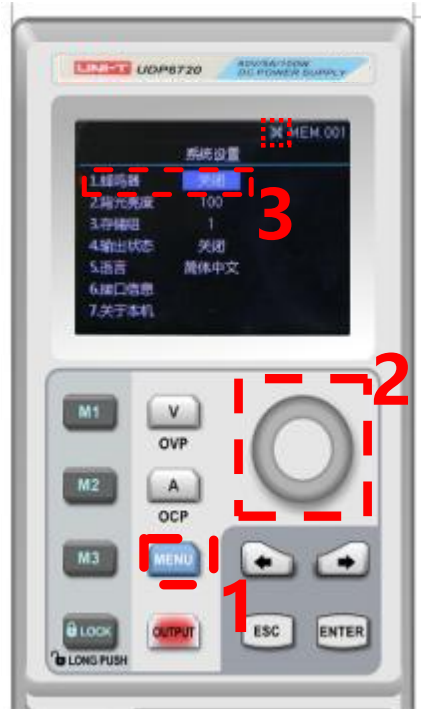 UNI-T UDP6720 60V/5A/100W
DC POWER SUPPLY
MEM.001
系统设置
1.蜂鸣器 关闭
2.背光亮度 100
3.存储组 1
4.输出状态 关闭
5.语言 简体中文
6.接口信息
7.关于本机
3
2
M1 V
OVP
M2 A
OCP
M3 MENU
1
LOCK OUTPUT ESC ENTER
LONG PUSH